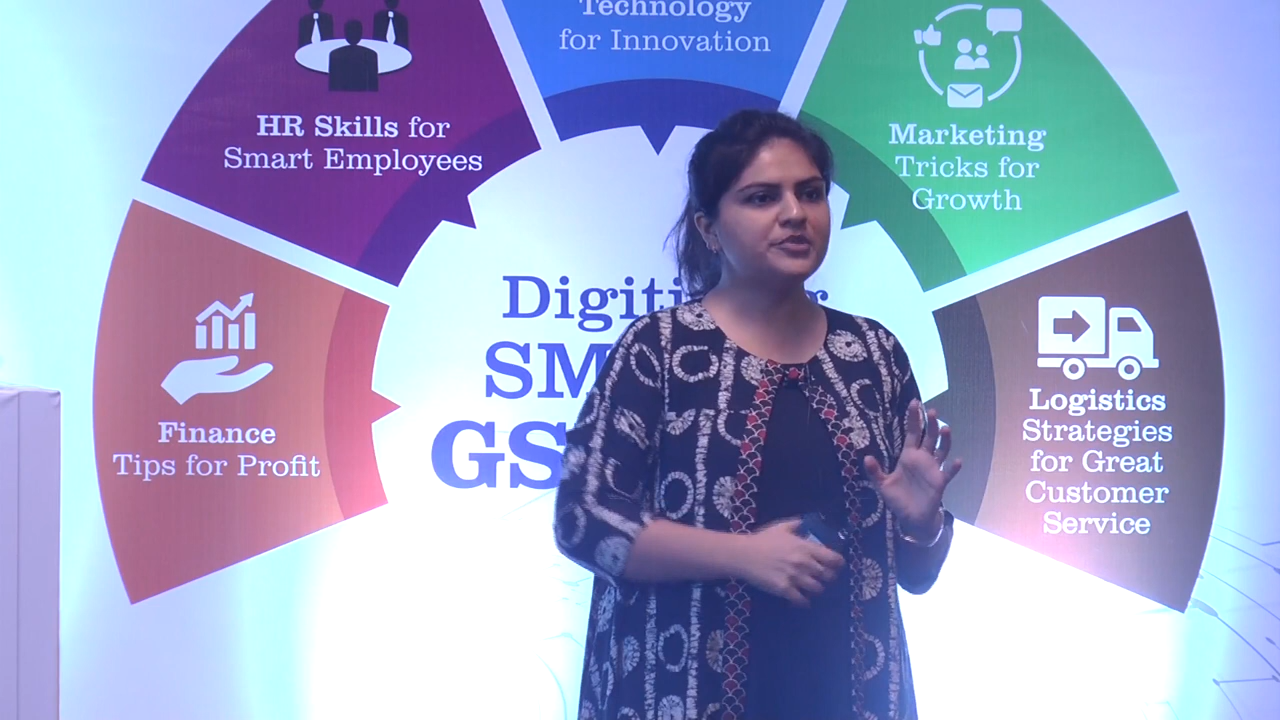 Technology
for Innovation
HR Skills for
Smart Employees
Marketing
Tricks for
Growth
Finance
Tips for Profit
Logistics
Strategies
for Great
Customer
Service